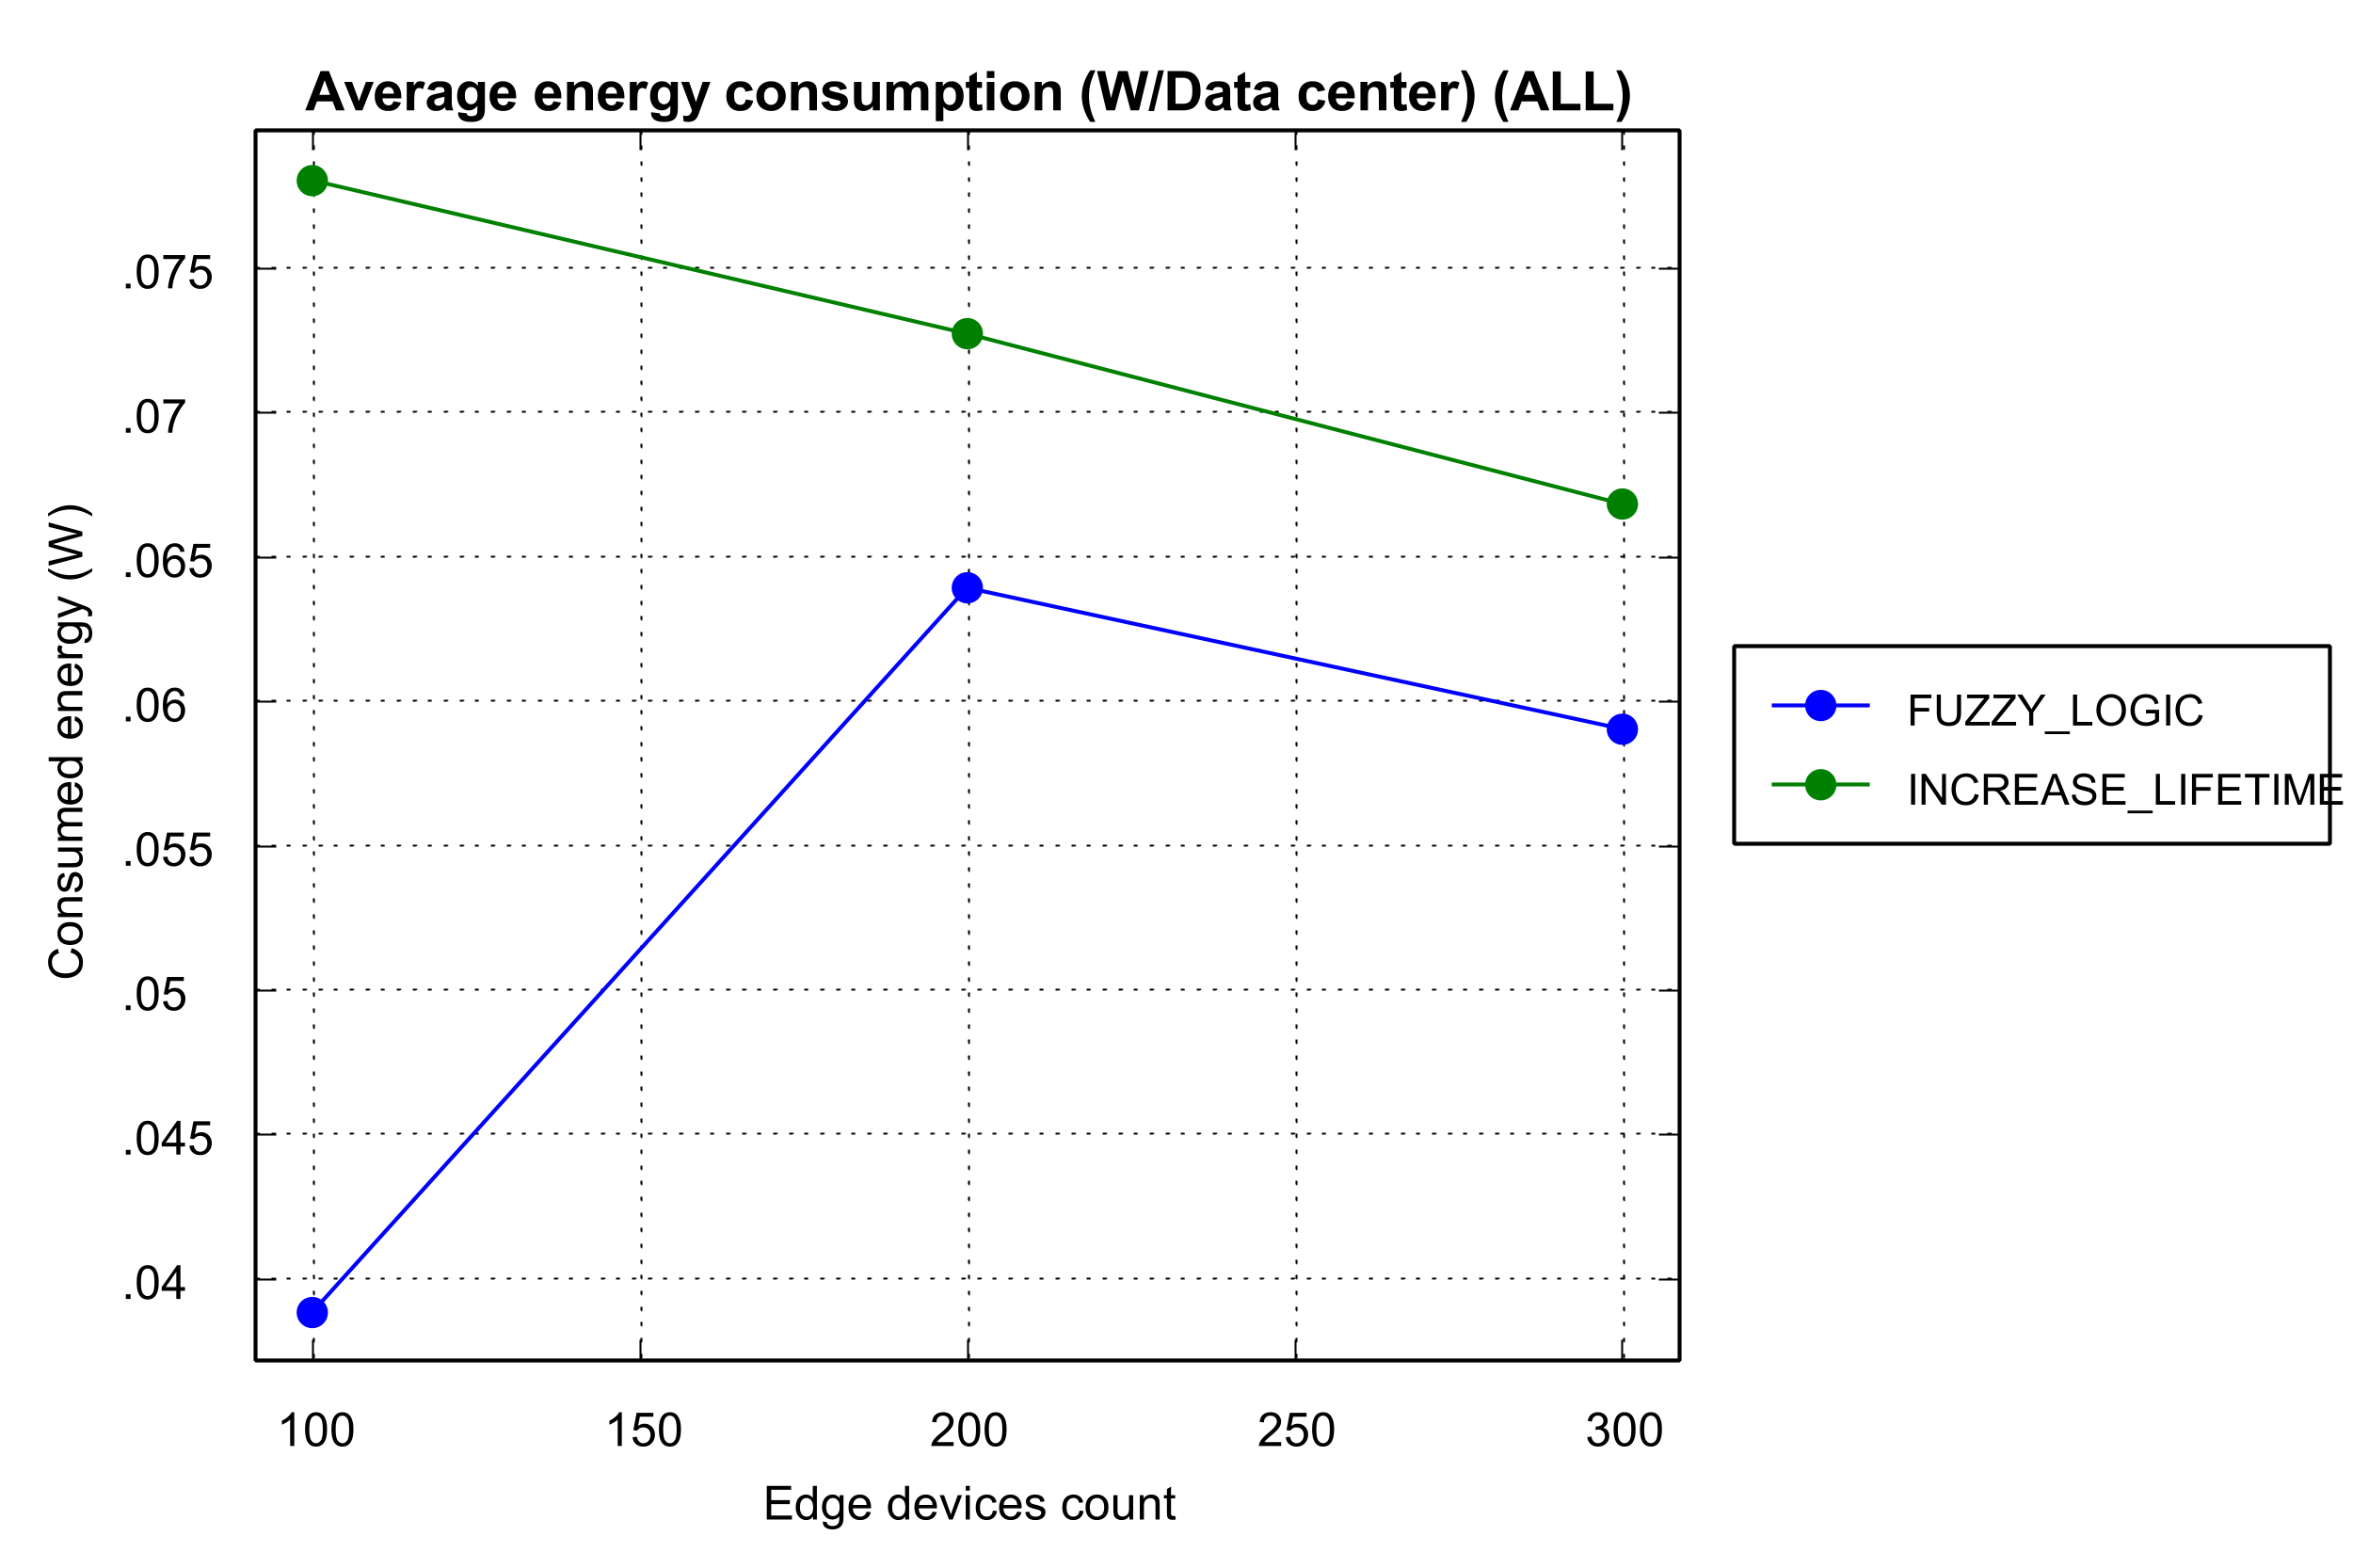 Average energy consumption (W/Data center) (ALL)
Consumed energy (W)
.075
.07
.065
.06
.055
.05
.045
.04
100 150 200 250 300
Edge devices count
FUZZY_LOGIC
INCREASE_LIFETIME